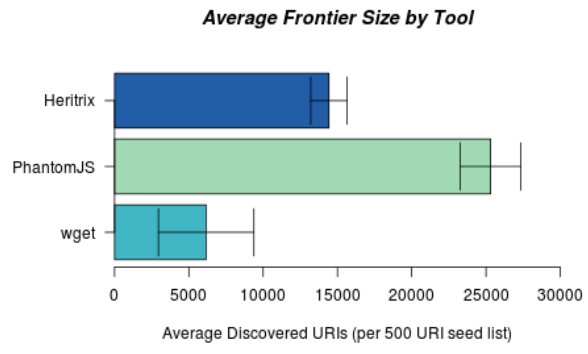 Average Frontier Size by Tool
Heritrix
PhantomJS
wget
0 5000 10000 15000 20000 25000 30000
Average Discovered URIs (per 500 URI seed list)